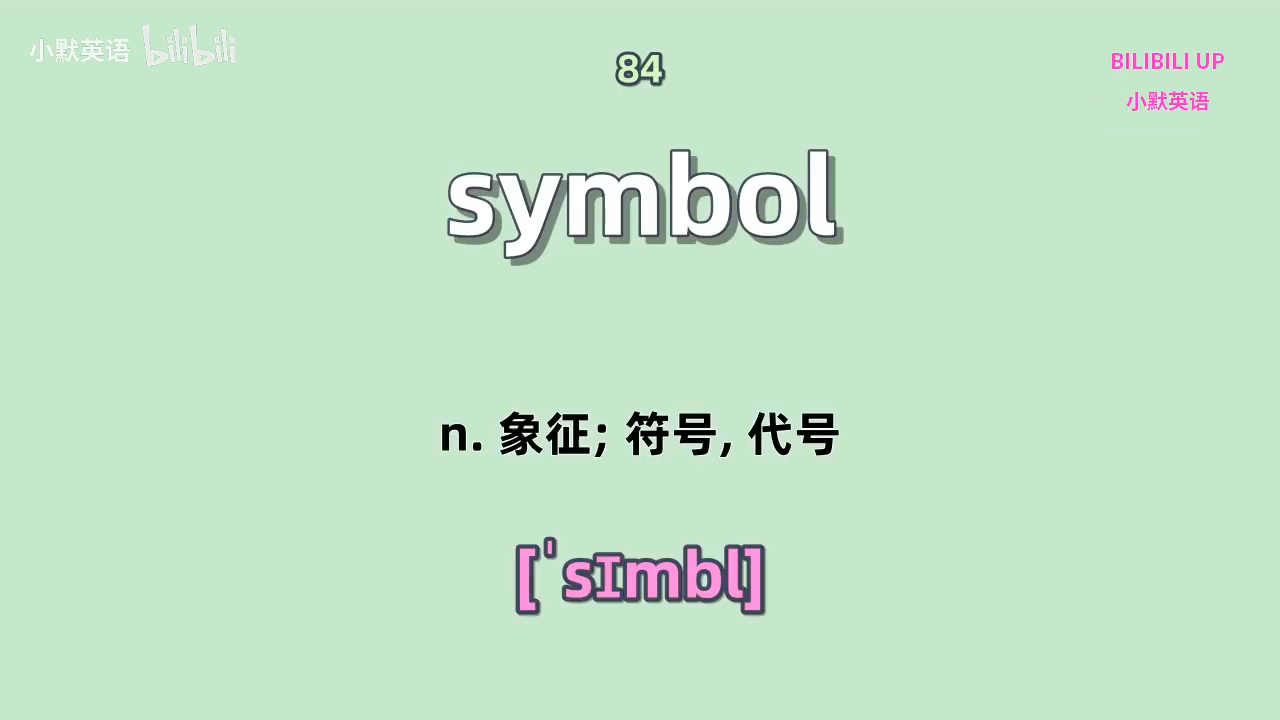 小默英语 bilibili
84
BILIBILI UP
小默英语
symbol
n. 象征; 符号, 代号
[ˈsɪmbl]